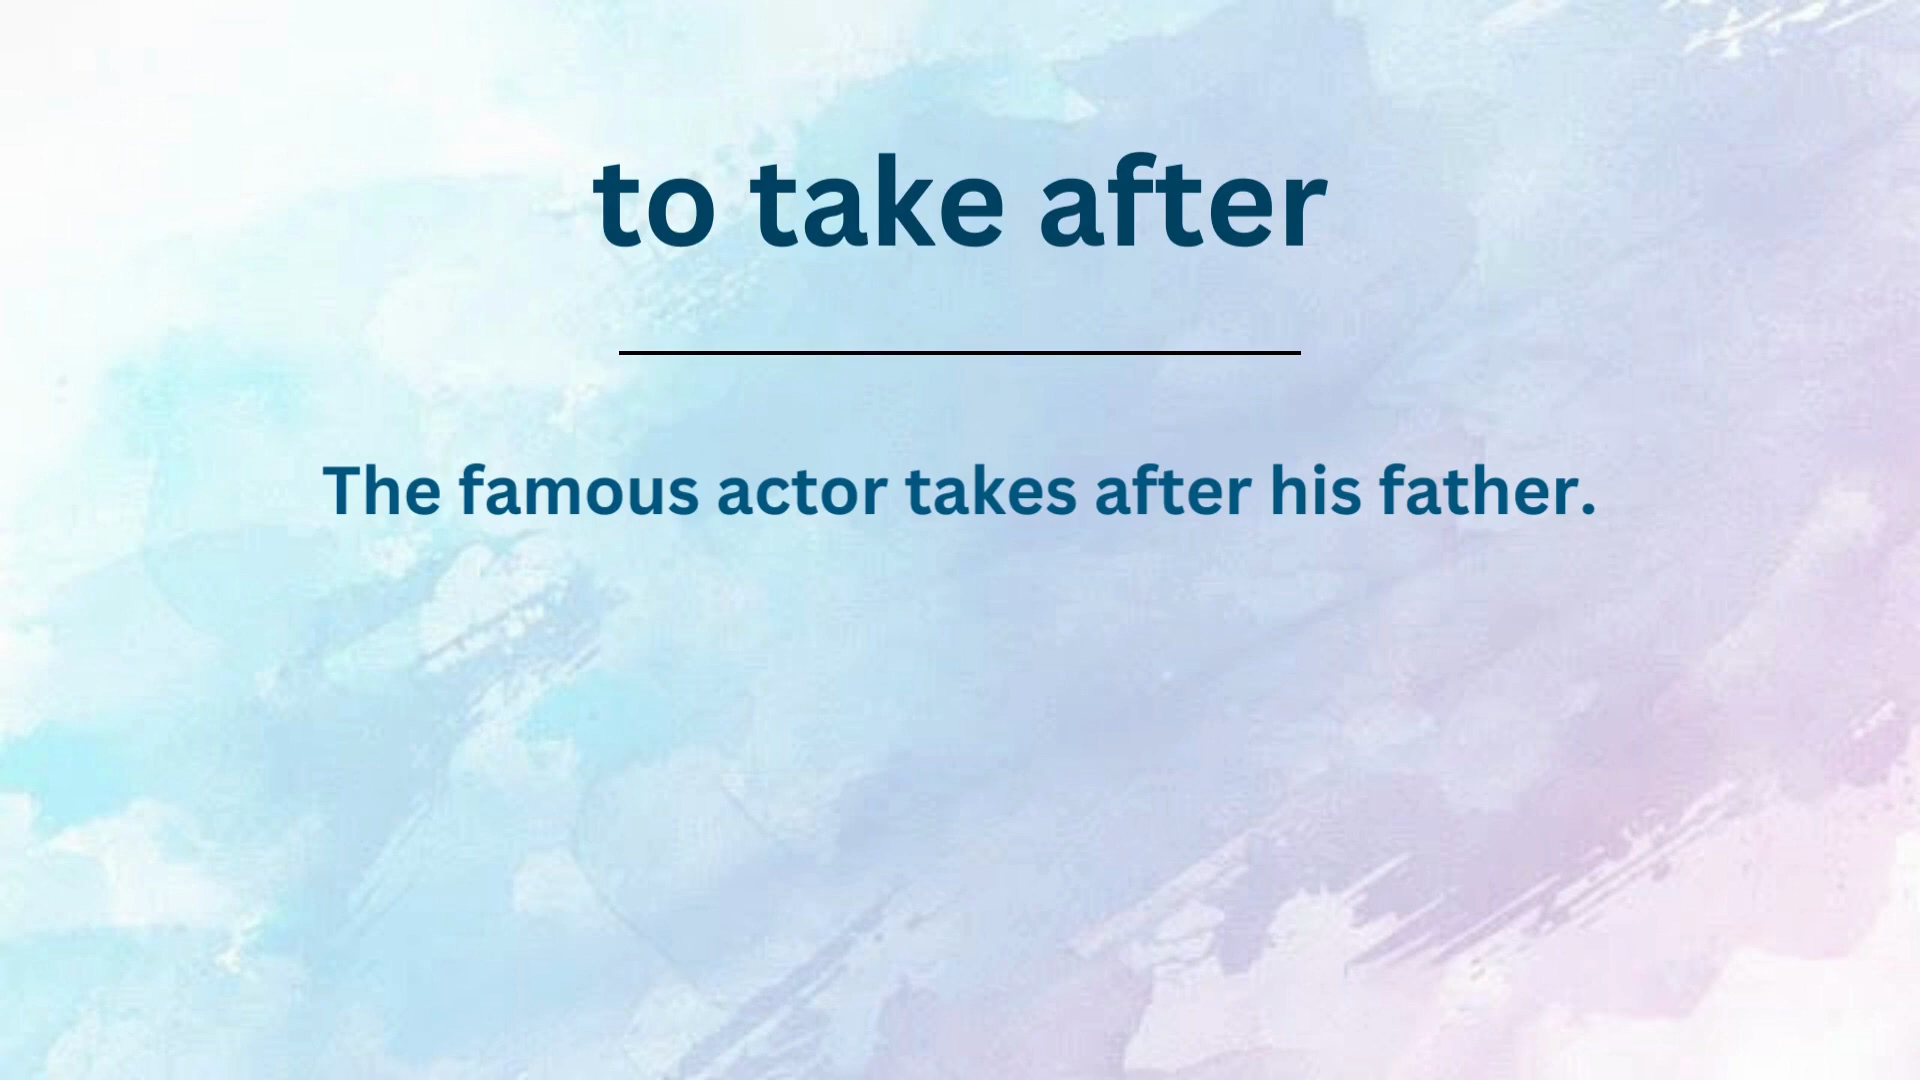 to take after
The famous actor takes after his father.